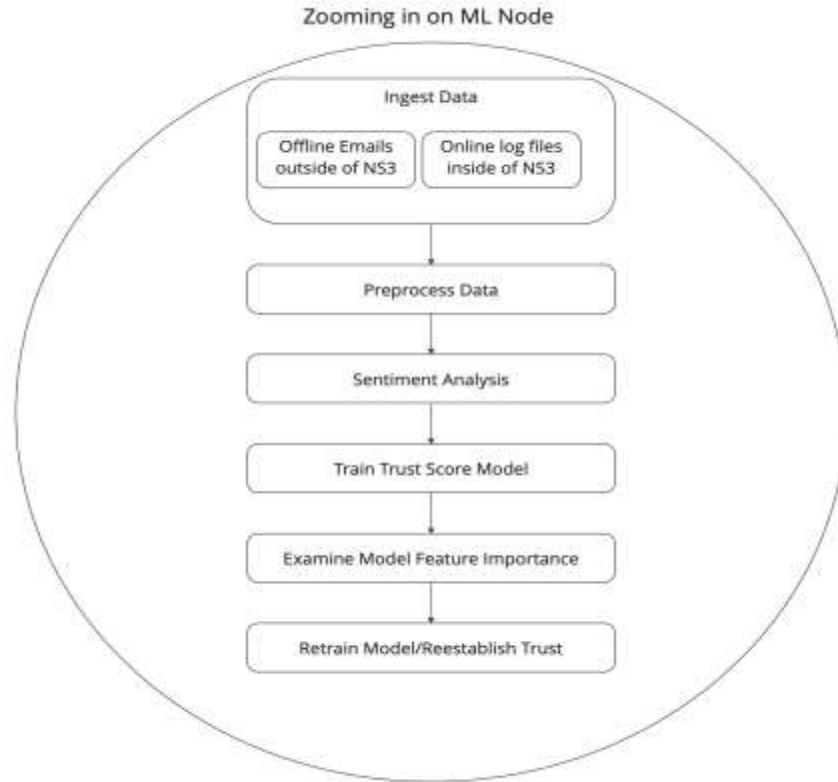 Zooming in on ML Node
Ingest Data
Offline Emails
outside of NS3
Online log files
inside of NS3
Preprocess Data
Sentiment Analysis
Train Trust Score Model
Examine Model Feature Importance
Retrain Model/Reestablish Trust